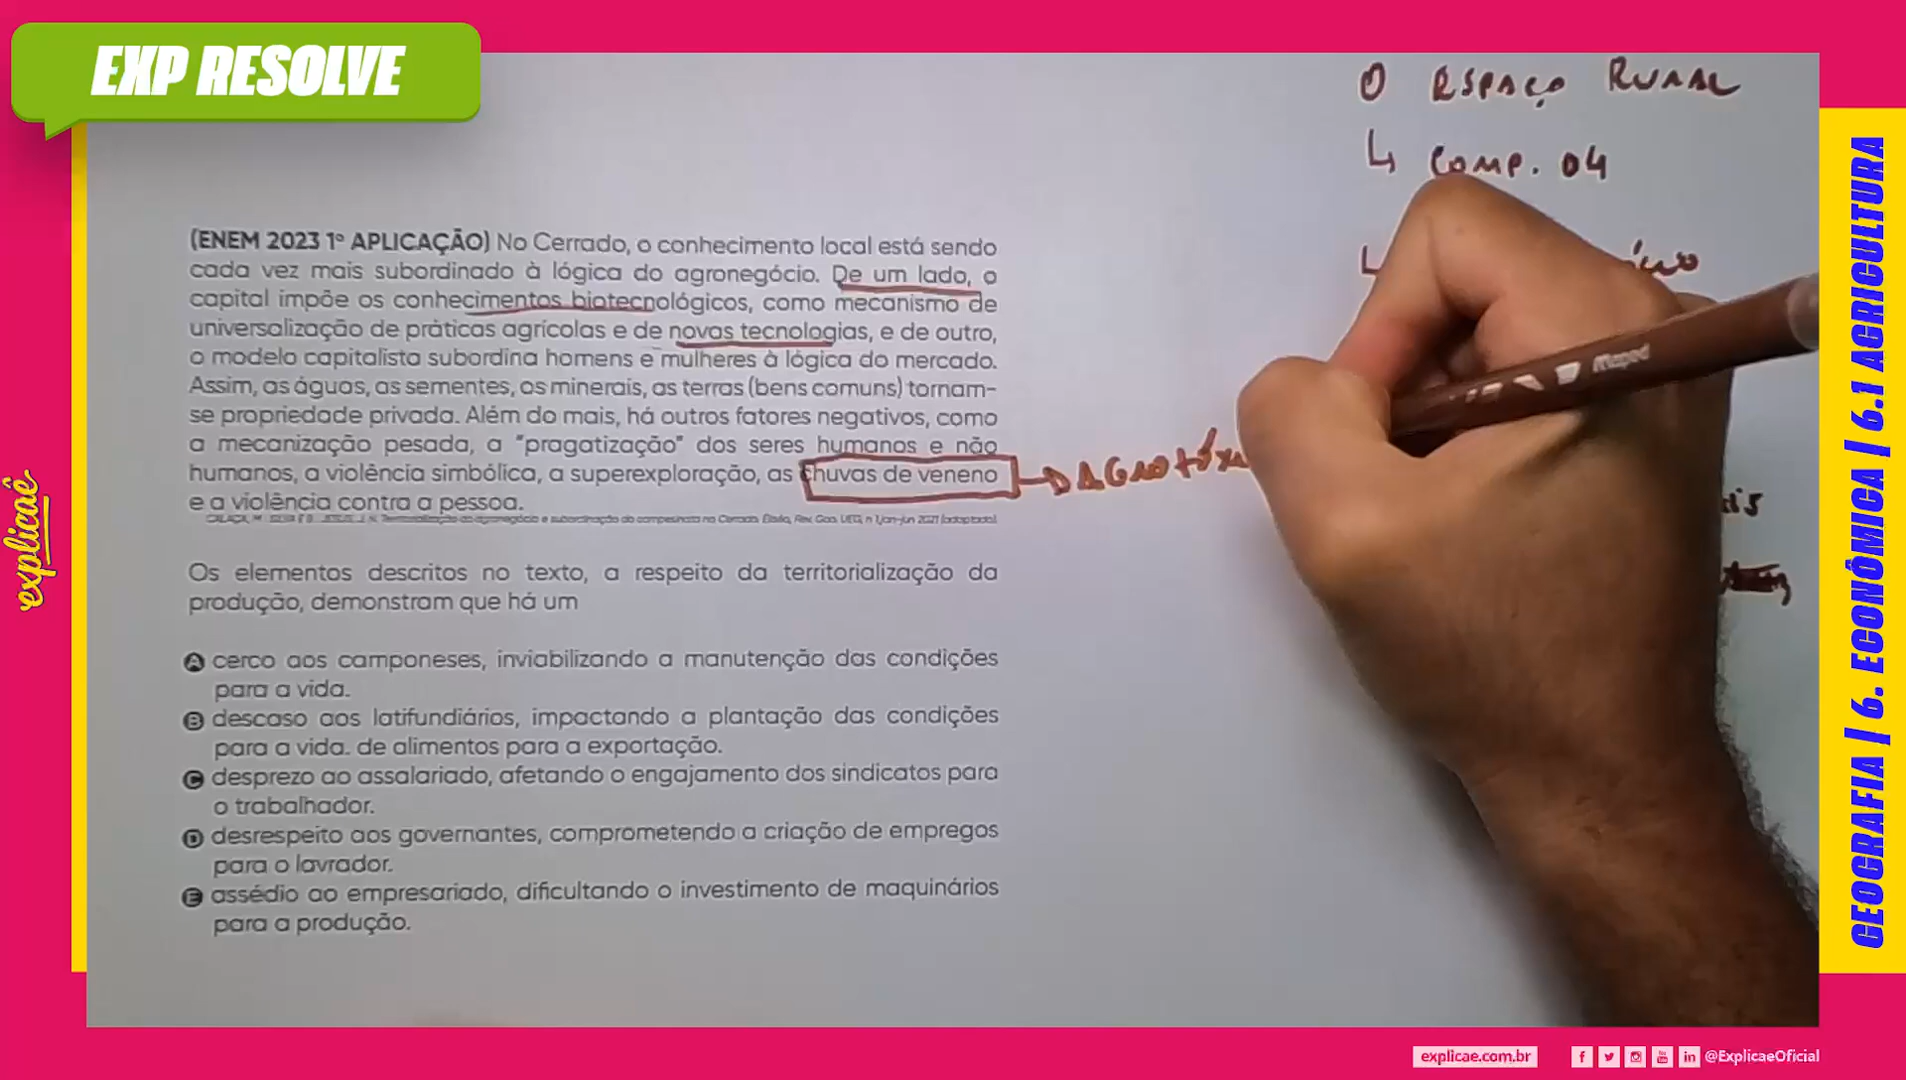 EXP RESOLVE
O ESPAÇO RURAL
↳ COMP. 04
(ENEM 2023 1º APLICAÇÃO) No Cerrado, o conhecimento local está sendo
cada vez mais subordinado à lógica do agronegócio. De um lado, o
capital impõe os conhecimentos biotecnológicos, como mecanismo de
universalização de práticas agrícolas e de novas tecnologias, e de outro,
o modelo capitalista subordina homens e mulheres à lógica do mercado.
Assim, as águas, as sementes, os minerais, as terras (bens comuns) tornam-
se propriedade privada. Além do mais, há outros fatores negativos, como
a mecanização pesada, a "pragatização" dos seres humanos e não
humanos, a violência simbólica, a superexploração, as chuvas de veneno
e a violência contra a pessoa.
Os elementos descritos no texto, a respeito da territorialização da
produção, demonstram que há um
A cerco aos camponeses, inviabilizando a manutenção das condições
para a vida.
B descaso aos latifundiários, impactando a plantação das condições
para a vida. de alimentos para a exportação.
C desprezo ao assalariado, afetando o engajamento dos sindicatos para
o trabalhador.
D desrespeito aos governantes, comprometendo a criação de empregos
para o lavrador.
E assédio ao empresariado, dificultando o investimento de maquinários
para a produção.
explicaê
GEOGRAFIA | 6. ECONÔMICA | 6.1 AGRICULTURA
Maped
explicae.com.br
@ExplicaeOficial